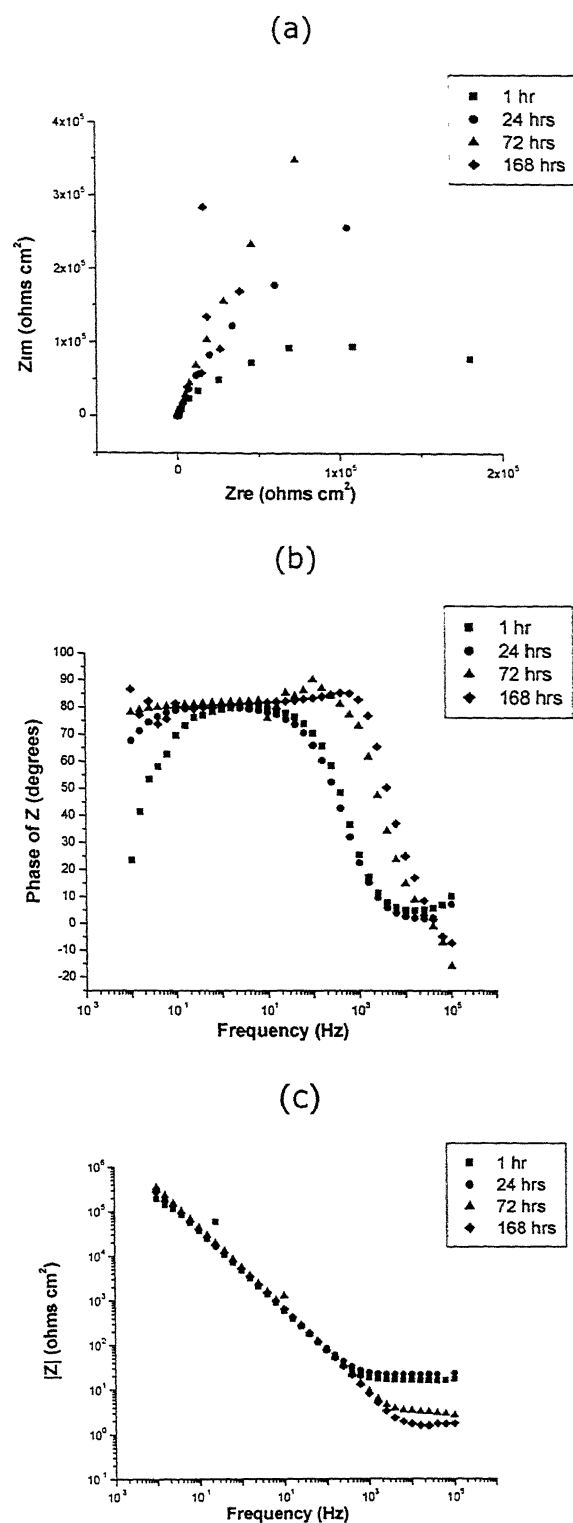 (a)
1 hr
24 hrs
72 hrs
168 hrs
4x10⁵
3x10⁵
2x10⁵
1x10⁵
0
Zim (ohms cm²)
0
1x10⁵
2x10⁵
Zre (ohms cm²)
(b)
1 hr
24 hrs
72 hrs
168 hrs
100
90
80
70
60
50
40
30
20
10
0
-10
-20
Phase of Z (degrees)
10³
10¹
10¹
10³
10⁵
Frequency (Hz)
(c)
1 hr
24 hrs
72 hrs
168 hrs
10⁶
10⁵
10⁴
10³
10²
10¹
10⁰
10⁻¹
|Z| (ohms cm²)
10³
10¹
10¹
10³
10⁵
Frequency (Hz)